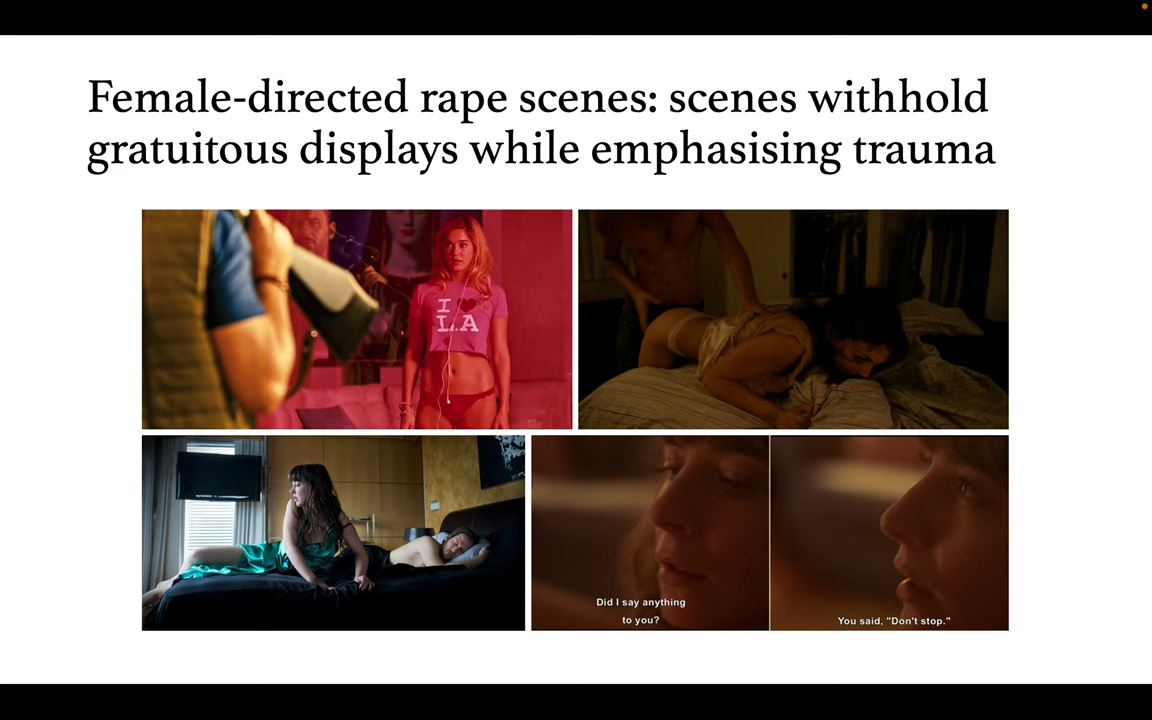 Female-directed rape scenes: scenes withhold
gratuitous displays while emphasising trauma
I ♥
L.A
Did I say anything
to you?
You said, "Don't stop."